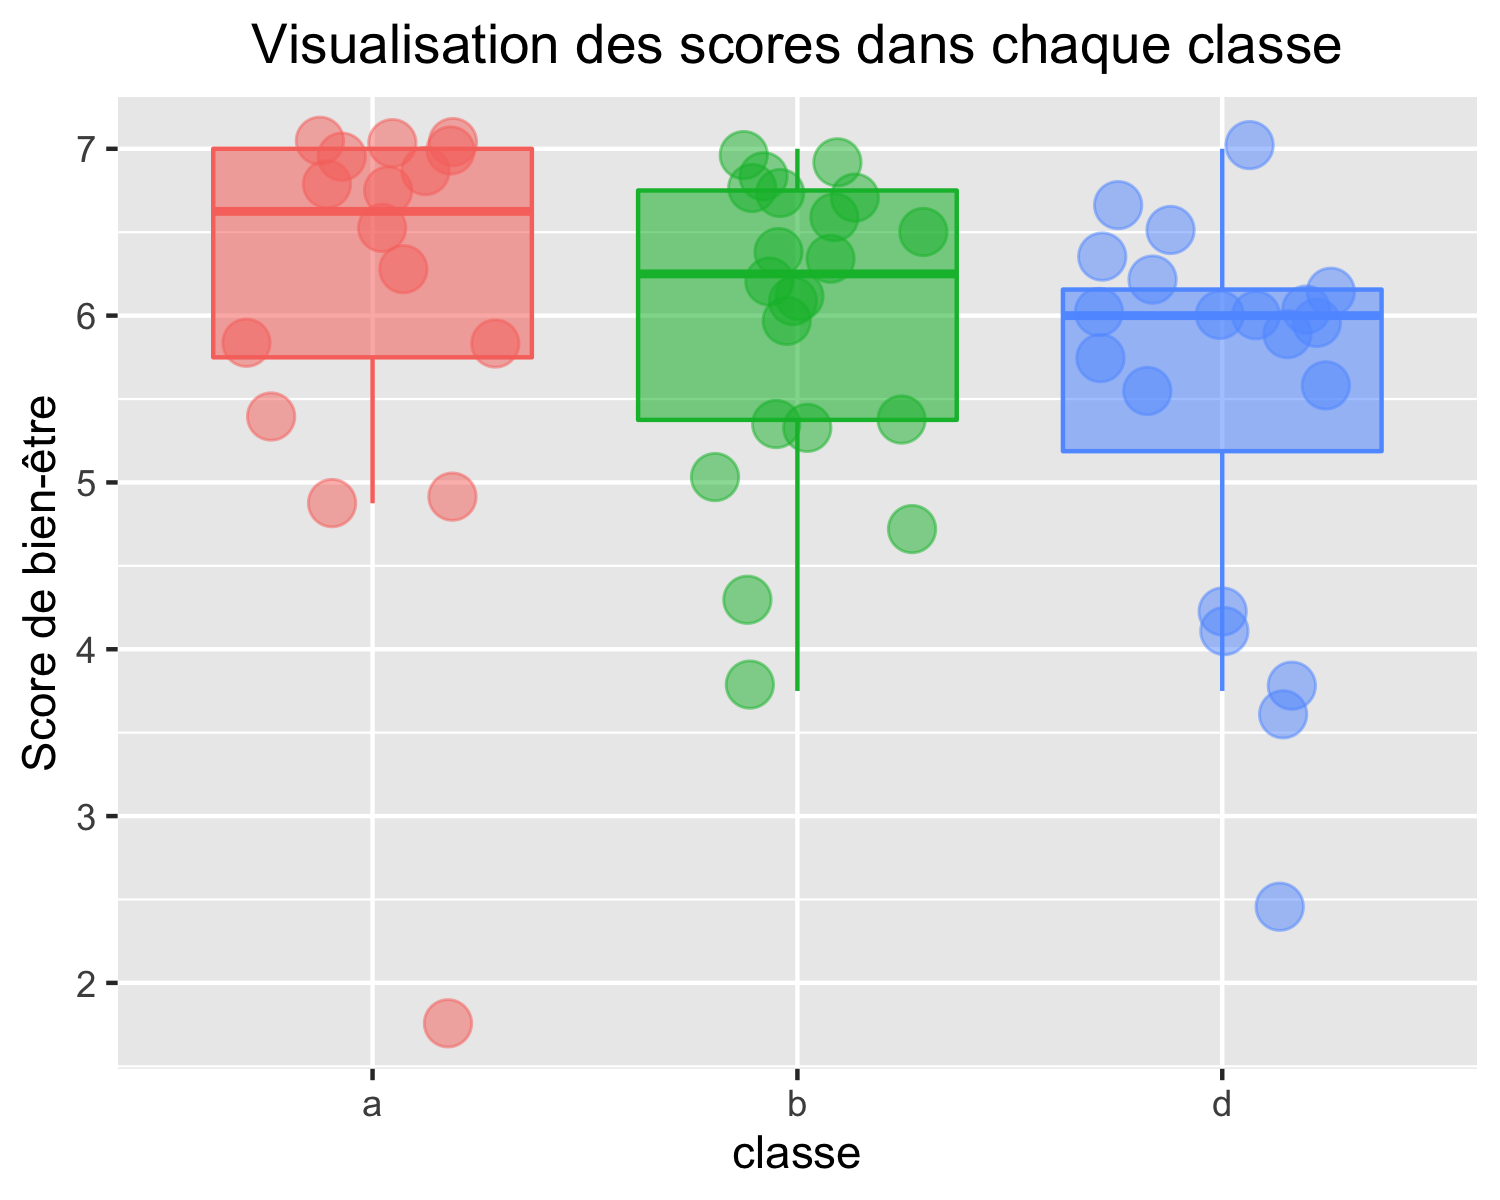 Visualisation des scores dans chaque classe
Score de bien-être
7
6
5
4
3
2
a
b
d
classe